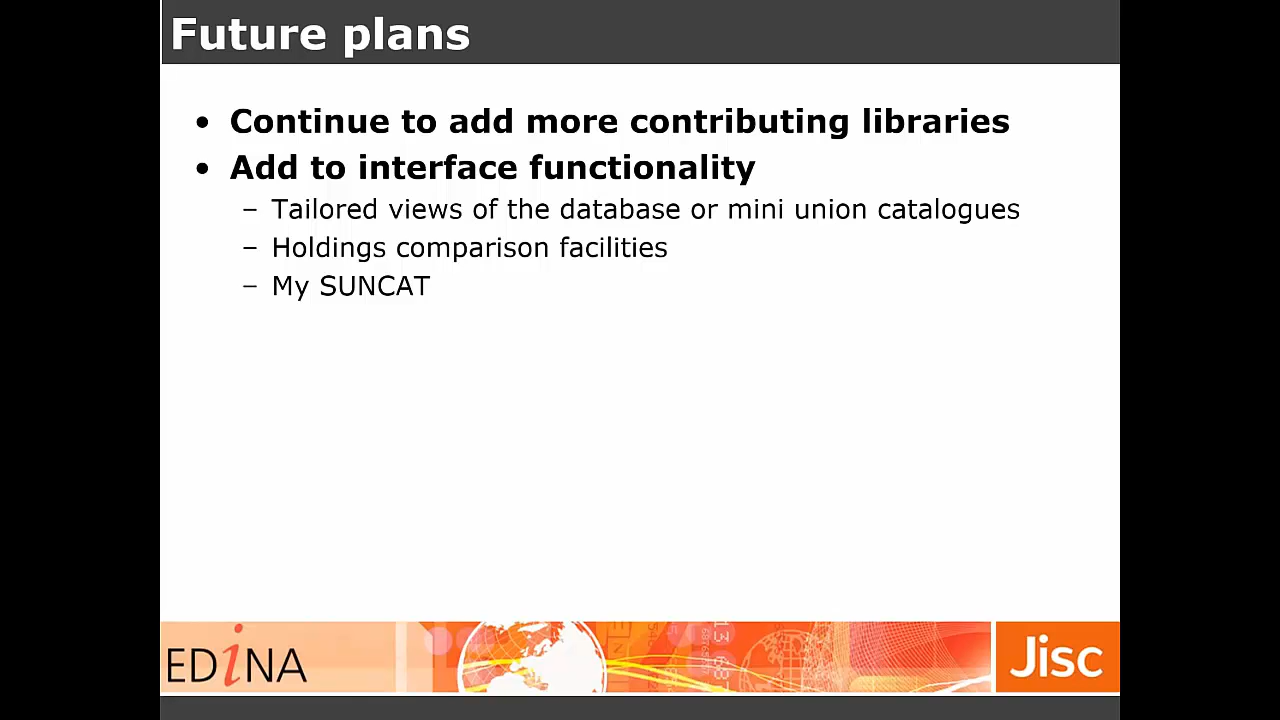 Future plans
• Continue to add more contributing libraries
• Add to interface functionality
– Tailored views of the database or mini union catalogues
– Holdings comparison facilities
– My SUNCAT
EDiNA
Jisc